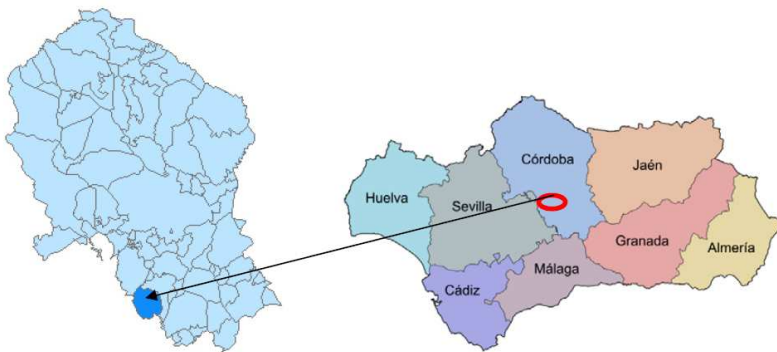 Córdoba
Jaén
Huelva
Sevilla
Granada
Almería
Málaga
Cádiz